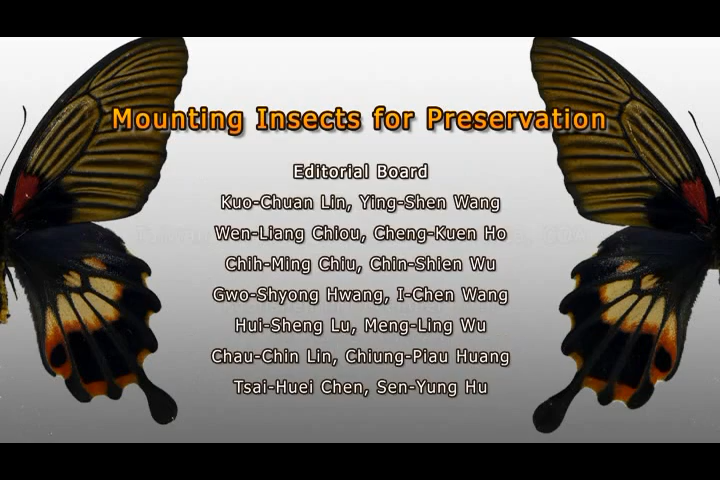 Mounting Insects for Preservation
Editorial Board
Kuo-Chuan Lin, Ying-Shen Wang
Wen-Liang Chiou, Cheng-Kuen Ho
Chih-Ming Chiu, Chin-Shien Wu
Gwo-Shyong Hwang, I-Chen Wang
Hui-Sheng Lu, Meng-Ling Wu
Chau-Chin Lin, Chiung-Piau Huang
Tsai-Huei Chen, Sen-Yung Hu